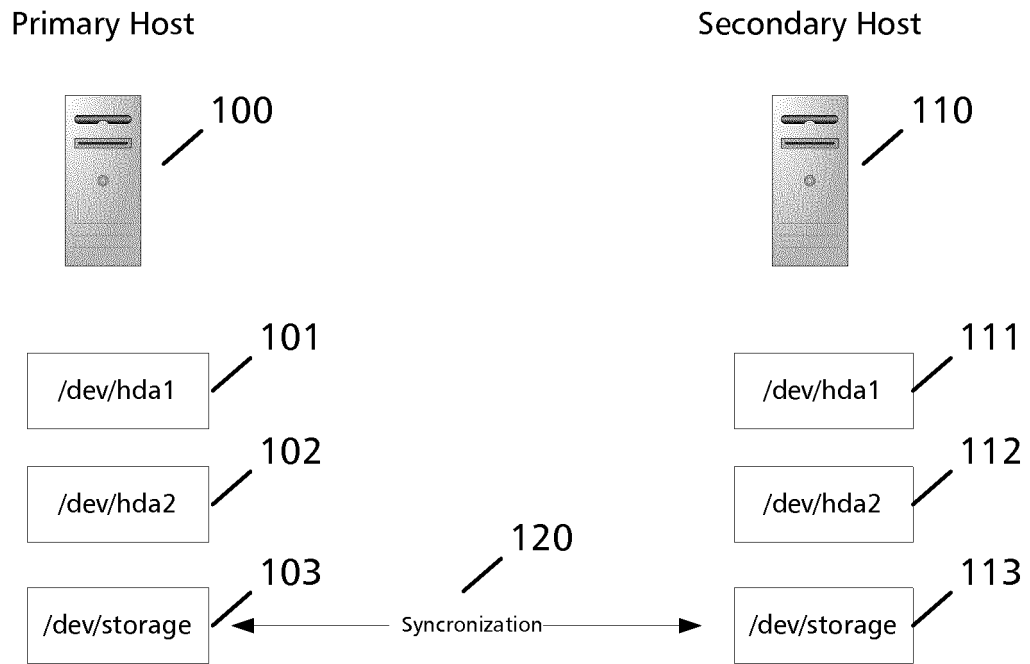 Primary Host
Secondary Host
100
110
101
111
/dev/hda1
/dev/hda1
102
112
/dev/hda2
/dev/hda2
120
103
113
/dev/storage
Syncronization
/dev/storage